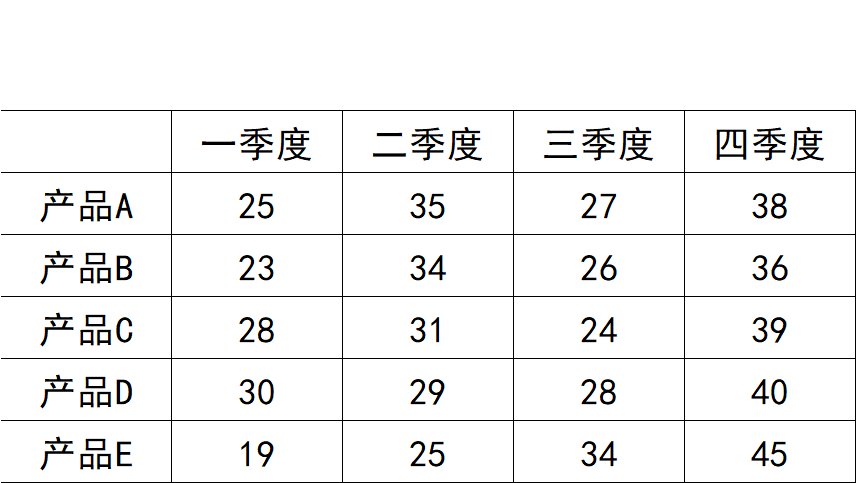 一季度 二季度 三季度 四季度
产品A 25 35 27 38
产品B 23 34 26 36
产品C 28 31 24 39
产品D 30 29 28 40
产品E 19 25 34 45